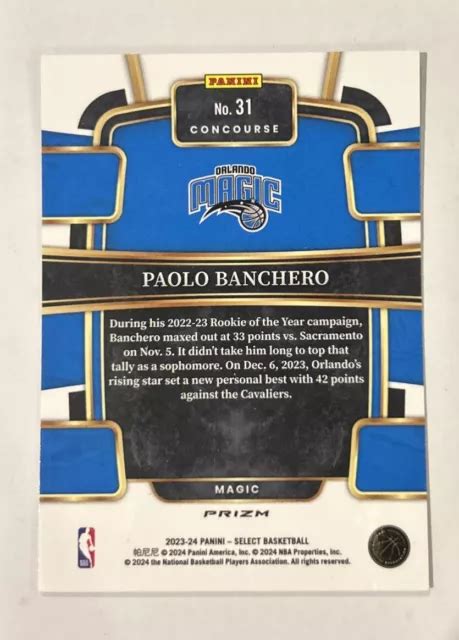 PANINI
No. 31
CONCOURSE
ORLANDO
MAGIC
PAOLO BANCHERO
During his 2022-23 Rookie of the Year campaign,
Banchero maxed out at 33 points vs. Sacramento
on Nov. 5. It didn't take him long to top that
tally as a sophomore. On Dec. 6, 2023, Orlando's
rising star set a new personal best with 42 points
against the Cavaliers.
MAGIC
PRIZM
2023-24 PANINI – SELECT BASKETBALL
帕尼尼 © 2024 Panini America, Inc. © 2024 NBA Properties, Inc.
© 2024 the National Basketball Players Association. All rights reserved.